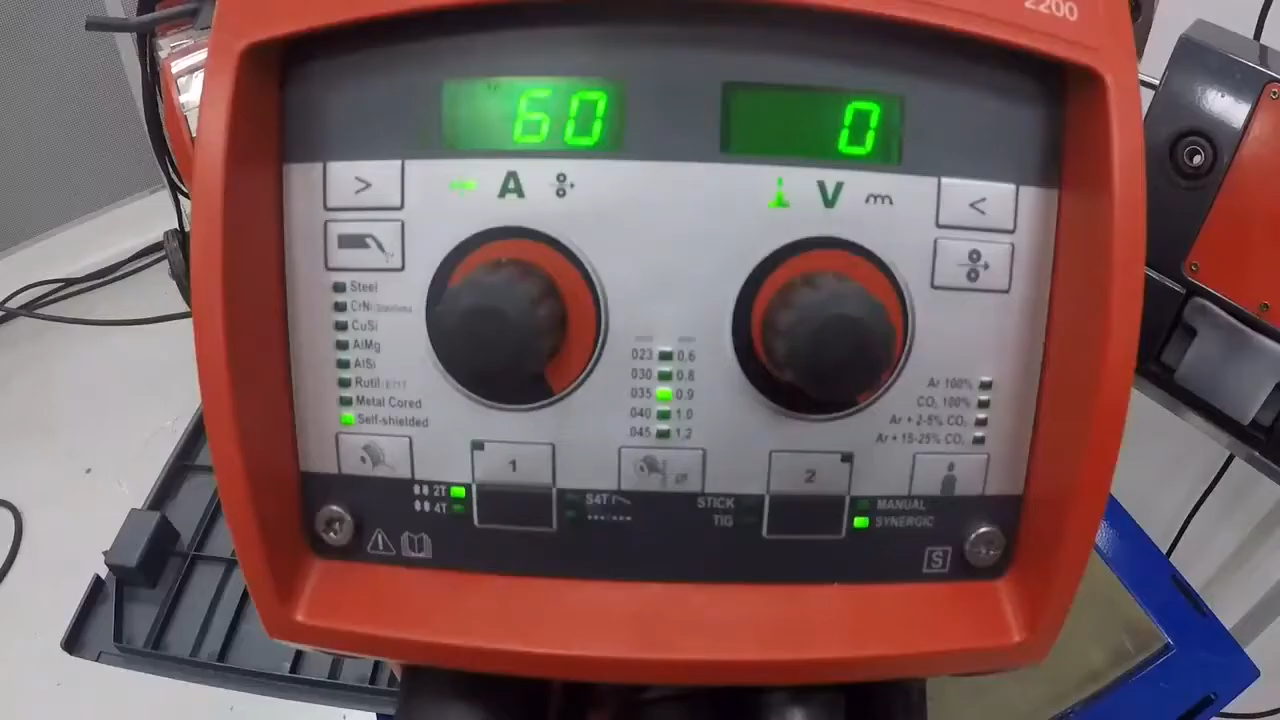 2200
60 0
> A V <
Steel
CrNi Stainless
CuSi
AlMg
AlSi
Rutil
Metal Cored
Self-shielded
023 0.6
030 0.8
035 0.9
040 1.0
045 1.2
Ar 100%
CO₂ 100%
Ar + 2-5% CO₂
Ar + 15-25% CO₂
1 2
2T S4T STICK MANUAL
4T TIG SYNERGIC
S